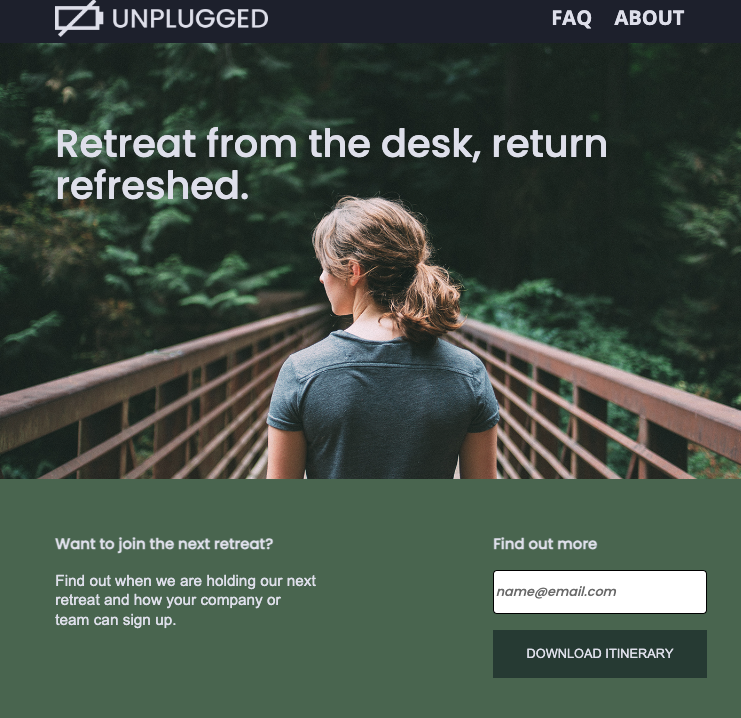 UNPLUGGED
FAQ ABOUT
Retreat from the desk, return
refreshed.
Want to join the next retreat?
Find out when we are holding our next
retreat and how your company or
team can sign up.
Find out more
name@email.com
DOWNLOAD ITINERARY